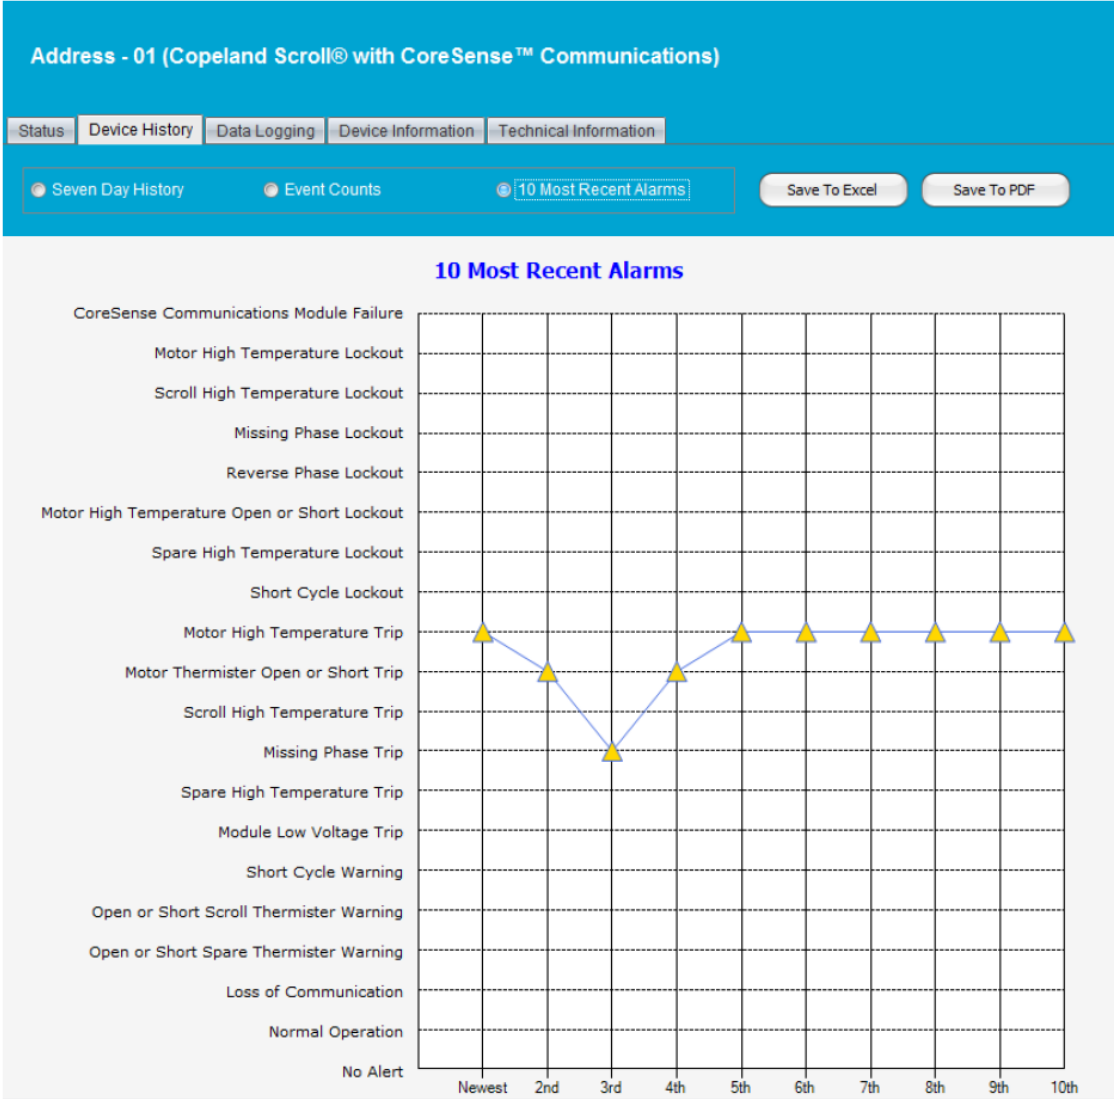 Address - 01 (Copeland Scroll® with CoreSense™ Communications)
Status Device History Data Logging Device Information Technical Information
Seven Day History Event Counts 10 Most Recent Alarms Save To Excel Save To PDF
10 Most Recent Alarms
CoreSense Communications Module Failure
Motor High Temperature Lockout
Scroll High Temperature Lockout
Missing Phase Lockout
Reverse Phase Lockout
Motor High Temperature Open or Short Lockout
Spare High Temperature Lockout
Short Cycle Lockout
Motor High Temperature Trip
Motor Thermister Open or Short Trip
Scroll High Temperature Trip
Missing Phase Trip
Spare High Temperature Trip
Module Low Voltage Trip
Short Cycle Warning
Open or Short Scroll Thermister Warning
Open or Short Spare Thermister Warning
Loss of Communication
Normal Operation
No Alert
Newest 2nd 3rd 4th 5th 6th 7th 8th 9th 10th